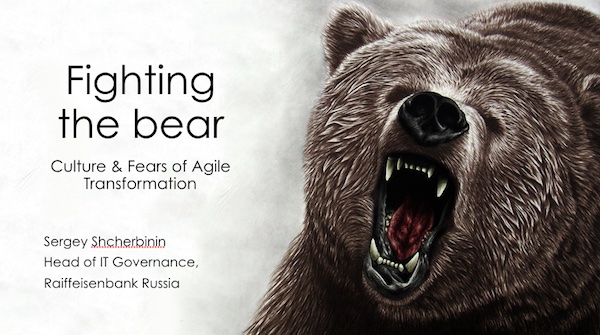 Fighting
the bear
Culture & Fears of Agile
Transformation
Sergey Shcherbinin
Head of IT Governance,
Raiffeisenbank Russia